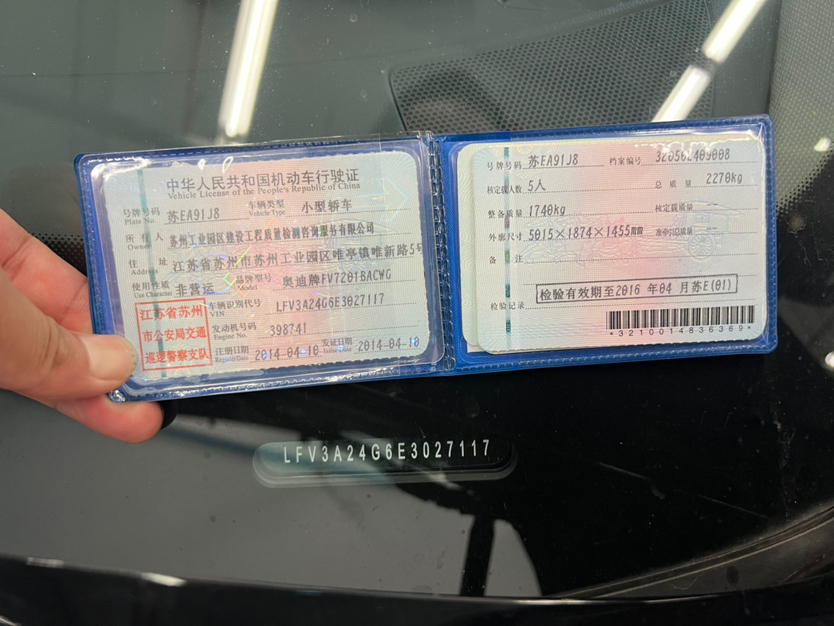 中华人民共和国机动车行驶证
Vehicle License of the People's Republic of China
号牌号码 苏EA91J8 车辆类型 小型轿车
Plate No. Vehicle Type
所有人 苏州工业园区建设工程质量检测咨询服务有限公司
Owner
住址 江苏省苏州市苏州工业园区唯亭镇唯新路5号
Address
使用性质 非营运 品牌型号 奥迪牌FV7201BACWG
Use Character Model
江苏省苏州
市公安局交通
巡逻警察支队
车辆识别代号 LFV3A24G6E3027117
VIN
发动机号码 398741
Engine No.
注册日期 2014-04-10 发证日期 2014-04-10
Register Date Issue Date
号牌号码 苏EA91J8 档案编号
核定载人数 5人 总质量 2270kg
整备质量 1740kg 核定载质量 --
外廓尺寸 5015×1874×1455mm 准牵引总质量 --
备注
检验记录 检验有效期至2016年04月苏E(01)
*3210014836369*
LFV3A24G6E3027117